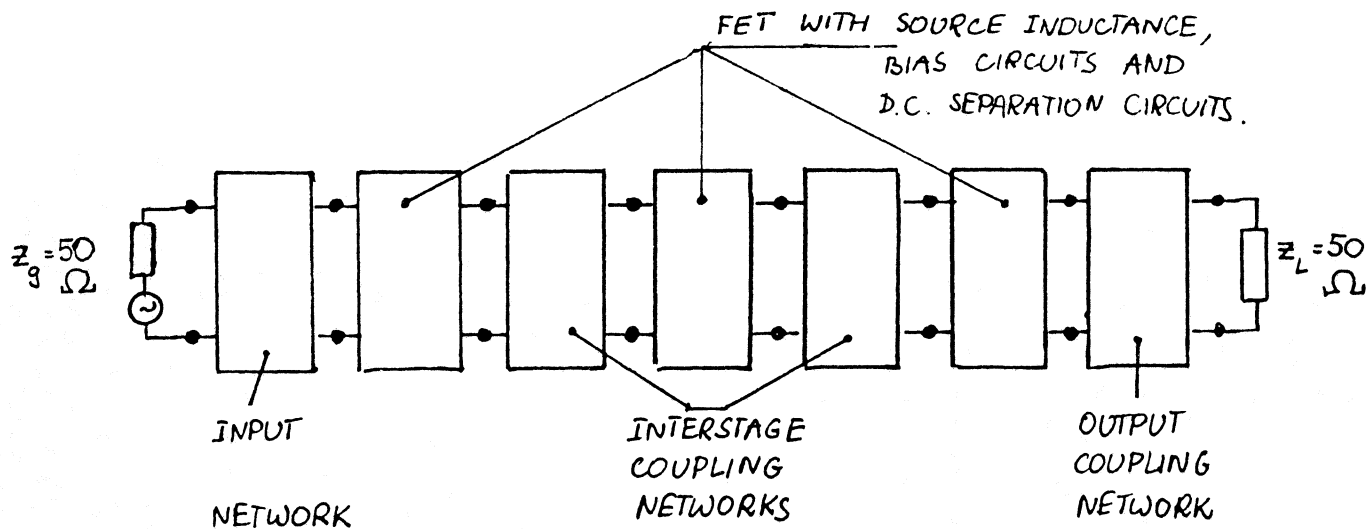 FET WITH SOURCE INDUCTANCE,
BIAS CIRCUITS AND
D.C. SEPARATION CIRCUITS.
Zg=50
Ω
ZL=50
Ω
INPUT
NETWORK
INTERSTAGE
COUPLING
NETWORKS
OUTPUT
COUPLING
NETWORK